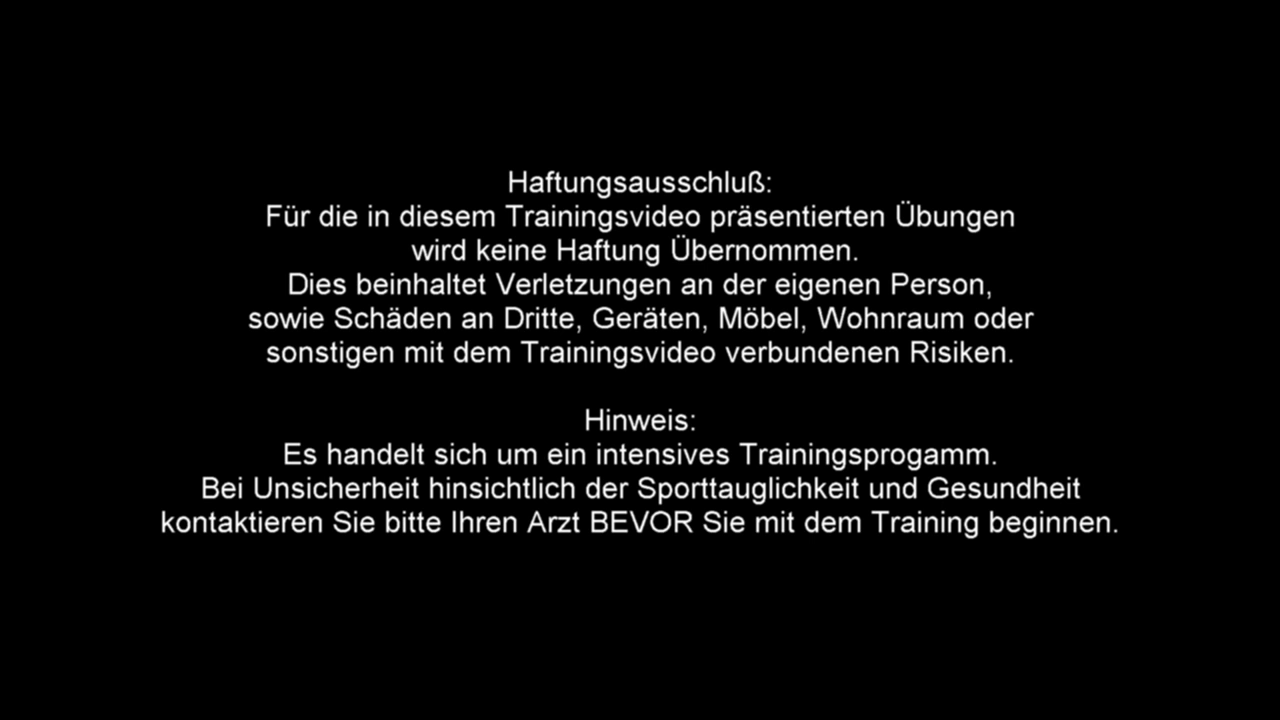 Haftungsausschluß:
Für die in diesem Trainingsvideo präsentierten Übungen
wird keine Haftung Übernommen.
Dies beinhaltet Verletzungen an der eigenen Person,
sowie Schäden an Dritte, Geräten, Möbel, Wohnraum oder
sonstigen mit dem Trainingsvideo verbundenen Risiken.
Hinweis:
Es handelt sich um ein intensives Trainingsprogamm.
Bei Unsicherheit hinsichtlich der Sporttauglichkeit und Gesundheit
kontaktieren Sie bitte Ihren Arzt BEVOR Sie mit dem Training beginnen.